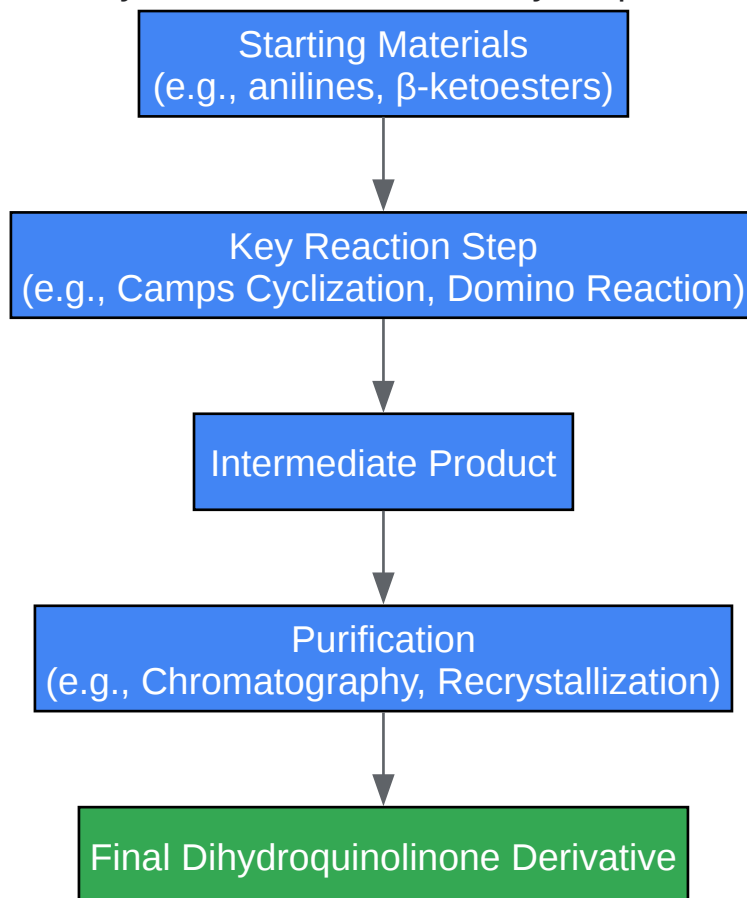 Starting Materials
(e.g., anilines, β-ketoesters)
Key Reaction Step
(e.g., Camps Cyclization, Domino Reaction)
Intermediate Product
Purification
(e.g., Chromatography, Recrystallization)
Final Dihydroquinolinone Derivative